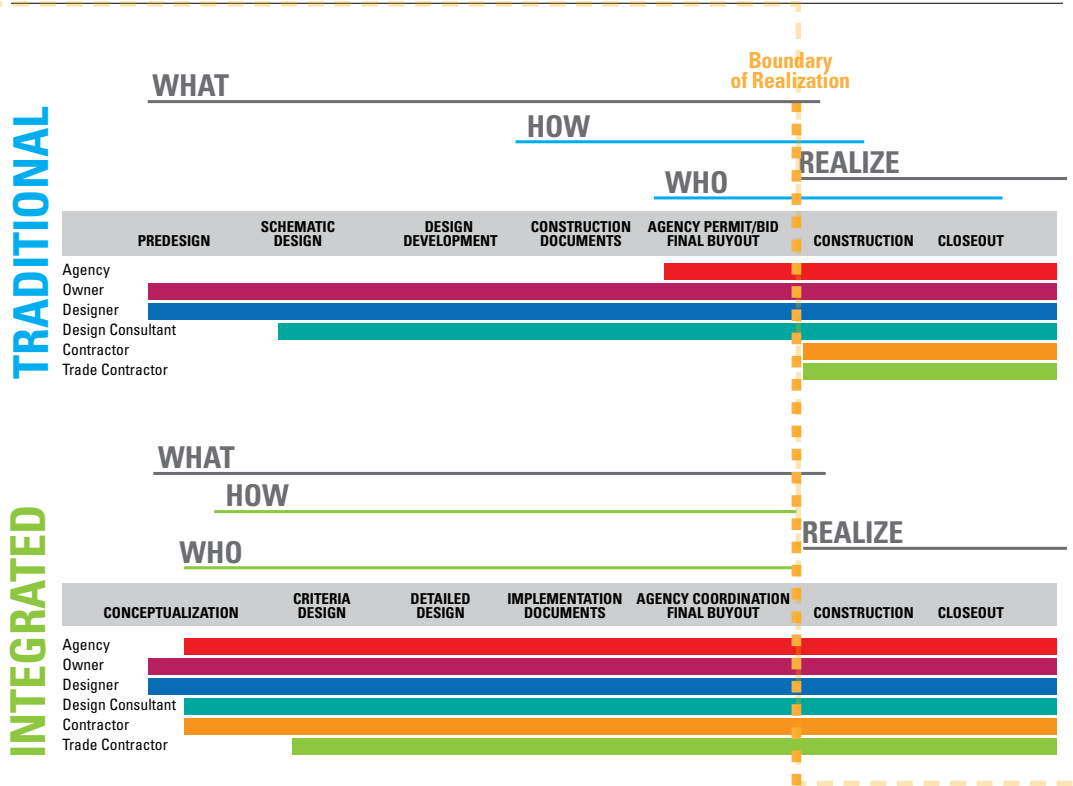 Boundary
of Realization
WHAT
HOW
REALIZE
WHO
TRADITIONAL
PREDESIGN
SCHEMATIC
DESIGN
DESIGN
DEVELOPMENT
CONSTRUCTION
DOCUMENTS
AGENCY PERMIT/BID
FINAL BUYOUT
CONSTRUCTION
CLOSEOUT
Agency
Owner
Designer
Design Consultant
Contractor
Trade Contractor
WHAT
HOW
REALIZE
WHO
INTEGRATED
CONCEPTUALIZATION
CRITERIA
DESIGN
DETAILED
DESIGN
IMPLEMENTATION
DOCUMENTS
AGENCY COORDINATION
FINAL BUYOUT
CONSTRUCTION
CLOSEOUT
Agency
Owner
Designer
Design Consultant
Contractor
Trade Contractor